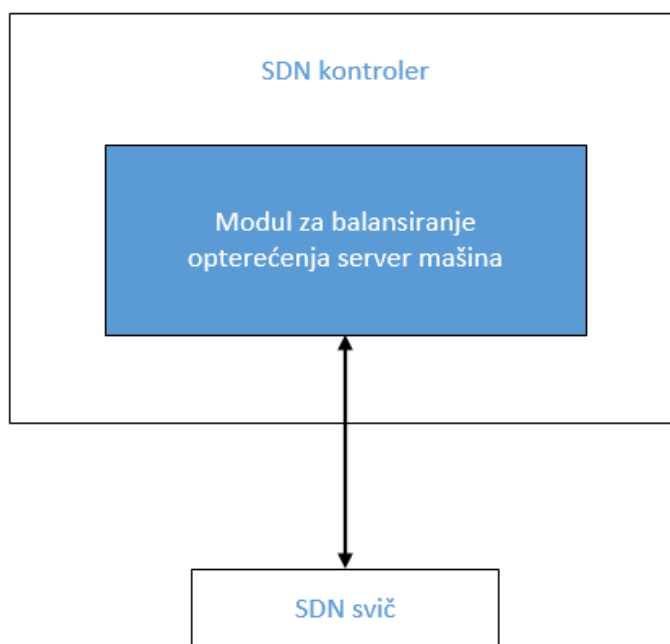 SDN kontroler
Modul za balansiranje
opterećenja server mašina
SDN svič